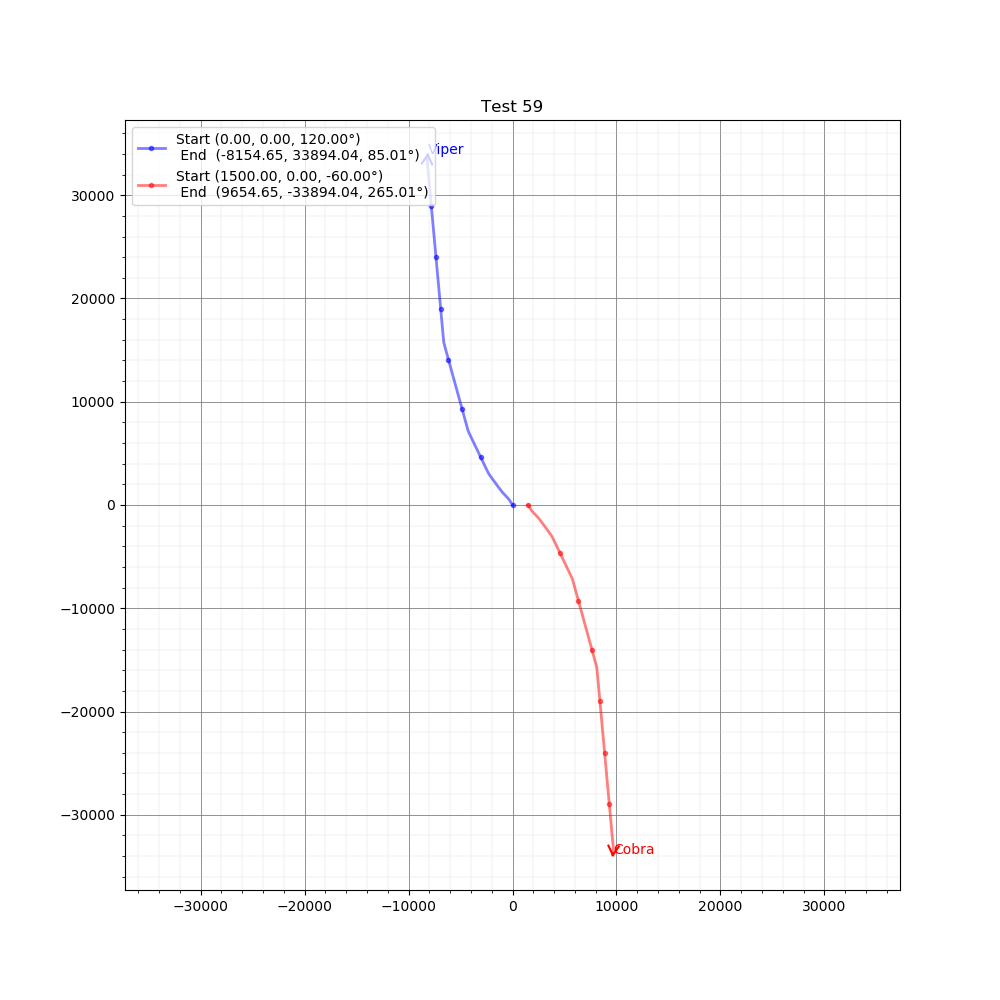 Test 59
Start (0.00, 0.00, 120.00°)
End (-8154.65, 33894.04, 85.01°)
Start (1500.00, 0.00, -60.00°)
End (9654.65, -33894.04, 265.01°)
Viper
30000
20000
10000
0
−10000
−20000
−30000
Cobra
−30000
−20000
−10000
0
10000
20000
30000